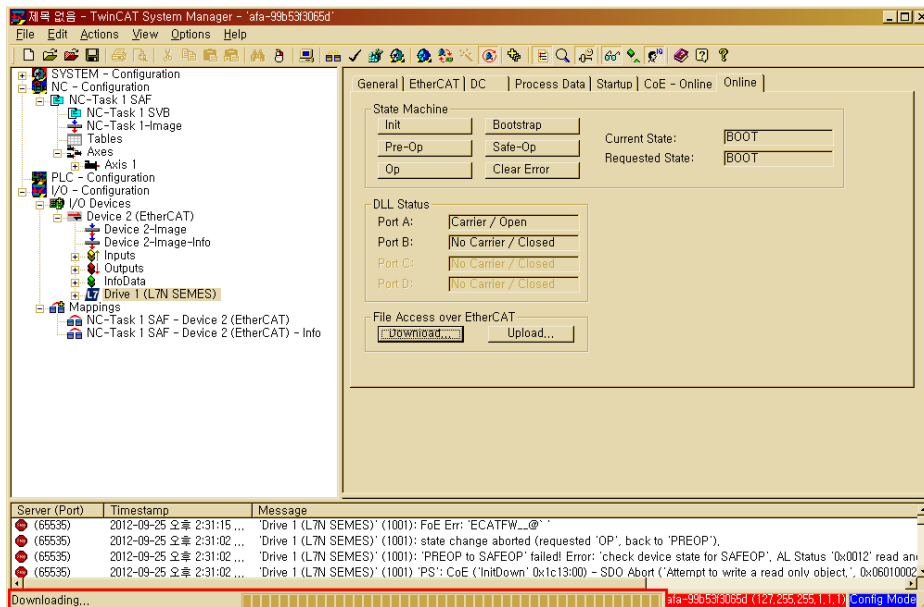 제목 없음 - TwinCAT System Manager - 'afa-99b53f3065d'
File Edit Actions View Options Help
SYSTEM - Configuration
NC - Configuration
NC-Task 1 SAF
NC-Task 1 SVB
NC-Task 1-Image
Tables
Axes
Axis 1
PLC - Configuration
I/O - Configuration
I/O Devices
Device 2 (EtherCAT)
Device 2-Image
Device 2-Image-Info
Inputs
Outputs
InfoData
L7 Drive 1 (L7N SEMES)
Mappings
NC-Task 1 SAF - Device 2 (EtherCAT)
NC-Task 1 SAF - Device 2 (EtherCAT) - Info
General EtherCAT DC Process Data Startup CoE - Online Online
State Machine
Init Bootstrap
Pre-Op Safe-Op
Op Clear Error
Current State: BOOT
Requested State: BOOT
DLL Status
Port A: Carrier / Open
Port B: No Carrier / Closed
Port C: No Carrier / Closed
Port D: No Carrier / Closed
File Access over EtherCAT
Download... Upload...
Server (Port) Timestamp Message
(65535) 2012-09-25 오후 2:31:15 ... 'Drive 1 (L7N SEMES)' (1001): FoE Err: 'ECATFW__@' '
(65535) 2012-09-25 오후 2:31:02 ... 'Drive 1 (L7N SEMES)' (1001): state change aborted (requested 'OP', back to 'PREOP').
(65535) 2012-09-25 오후 2:31:02 ... 'Drive 1 (L7N SEMES)' (1001): 'PREOP to SAFEOP' failed! Error: 'check device state for SAFEOP', AL Status '0x0012' read an
(65535) 2012-09-25 오후 2:31:02 ... 'Drive 1 (L7N SEMES)' (1001) 'PS': CoE ('InitDown' 0x1c13:00) - SDO Abort ('Attempt to write a read only object.', 0x06010002
Downloading... afa-99b53f3065d (127,255,255,1,1,1) Config Mode